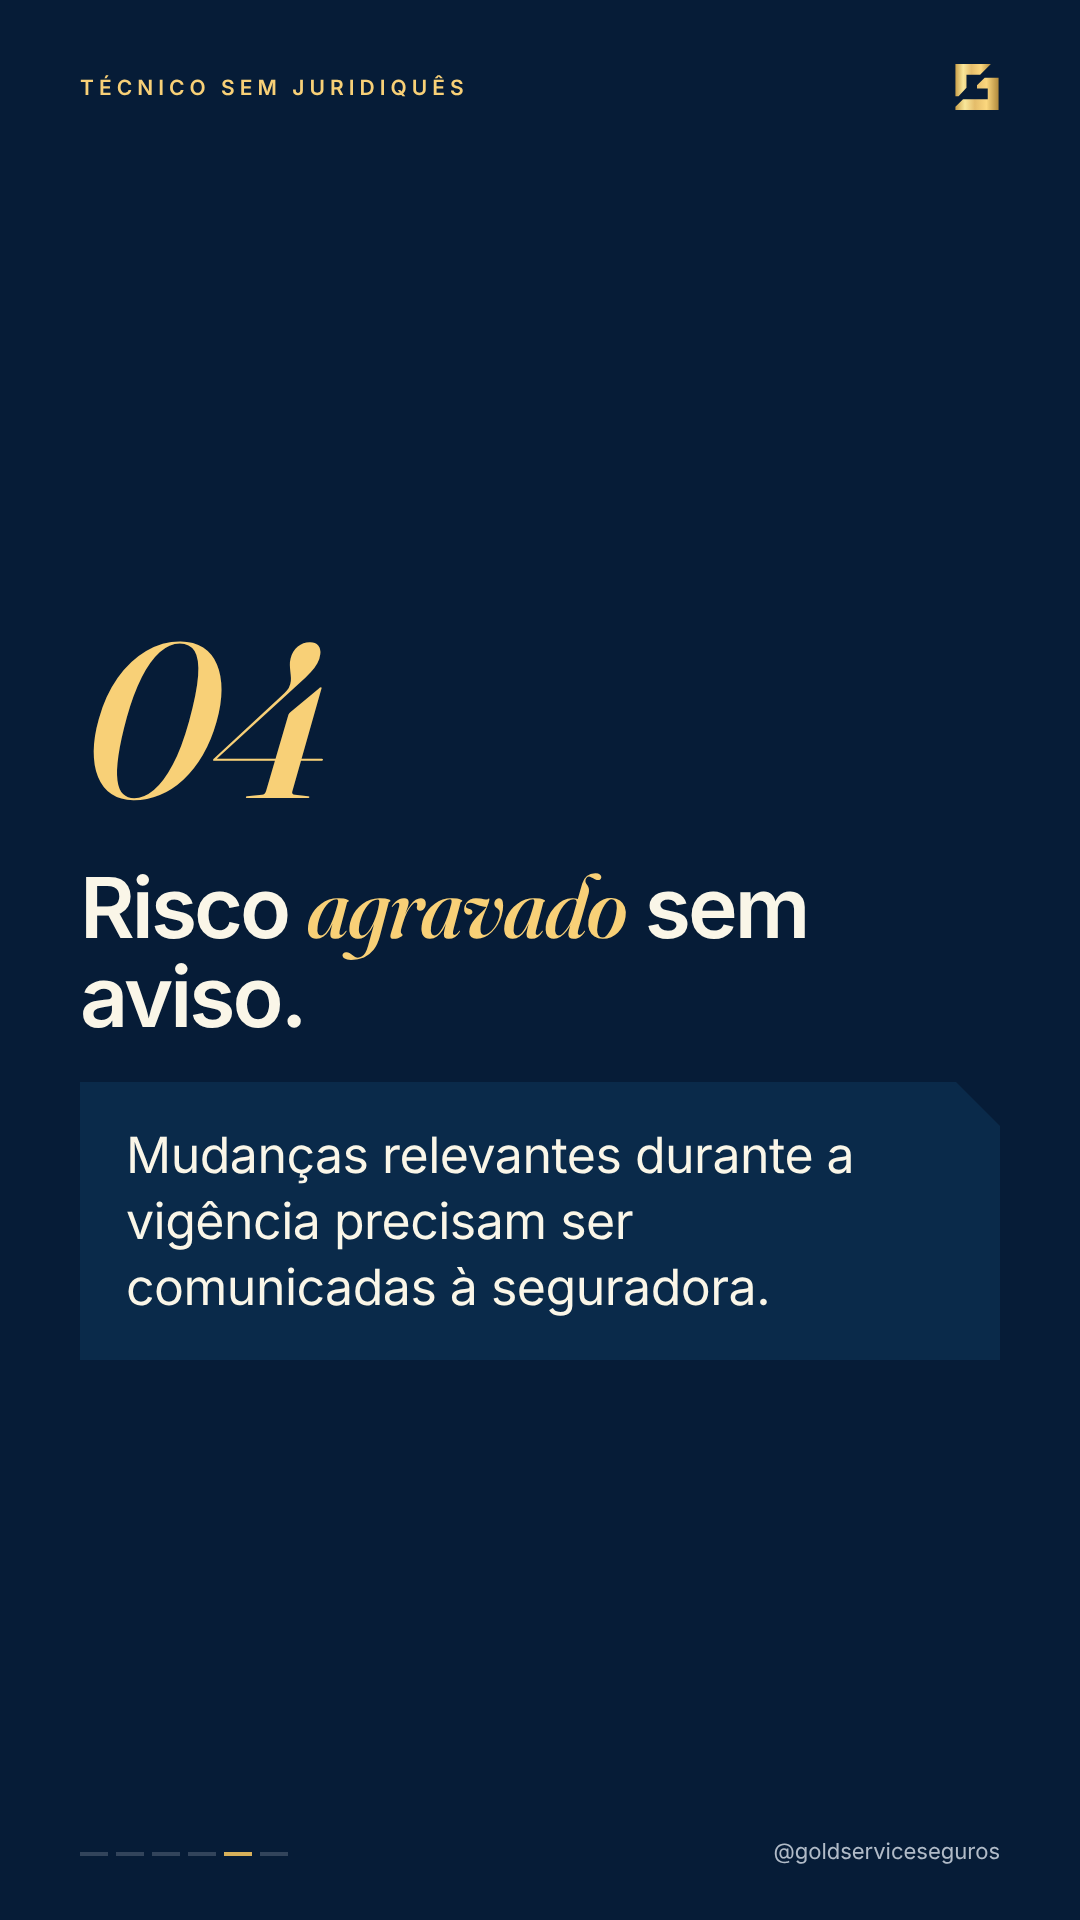 TÉCNICO SEM JURIDIQUÊS
04
Risco agravado sem
aviso.
Mudanças relevantes durante a
vigência precisam ser
comunicadas à seguradora.
@goldserviceseguros